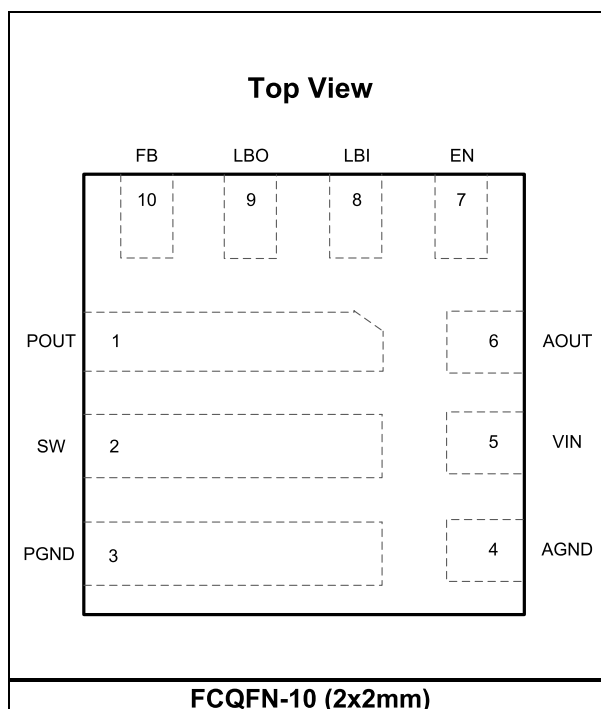 Top View
FB LBO LBI EN
10 9 8 7
POUT 1 6 AOUT
SW 2 5 VIN
PGND 3 4 AGND
FCQFN-10 (2x2mm)